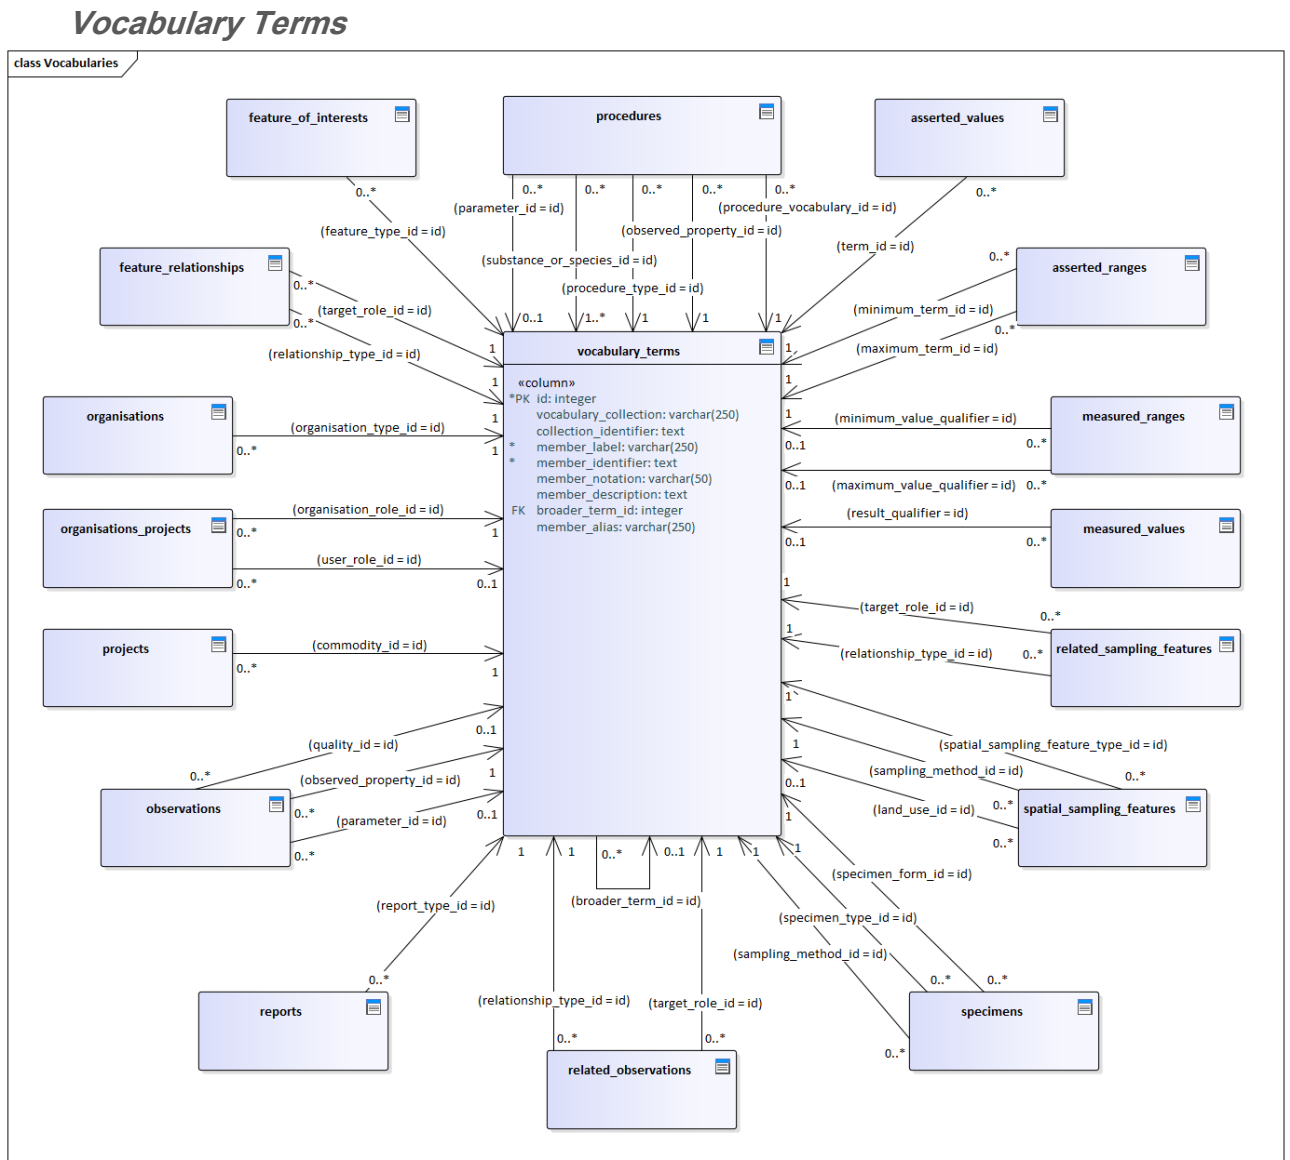 Vocabulary Terms
class Vocabularies
feature_of_interests
procedures
asserted_values
0..*
0..*
0..*
0..*
0..*
0..*
0..*
(parameter_id = id)
(procedure_vocabulary_id = id)
(feature_type_id = id)
(observed_property_id = id)
(term_id = id)
feature_relationships
asserted_ranges
(substance_or_species_id = id)
0..*
0..*
(procedure_type_id = id)
(target_role_id = id)
(minimum_term_id = id)
0..*
0..1
1..*
1
1
1
0..*
(relationship_type_id = id)
1
1
(maximum_term_id = id)
vocabulary_terms
1
1
«column»
*PK id: integer
vocabulary_collection: varchar(250)
collection_identifier: text
* member_label: varchar(250)
* member_identifier: text
member_notation: varchar(50)
member_description: text
FK broader_term_id: integer
member_alias: varchar(250)
organisations
(organisation_type_id = id)
1
1
(minimum_value_qualifier = id)
measured_ranges
0..*
1
0..1
0..*
0..1
(maximum_value_qualifier = id)
0..*
organisations_projects
(organisation_role_id = id)
(result_qualifier = id)
measured_values
0..*
1
0..1
0..*
(user_role_id = id)
0..*
0..1
1
(target_role_id = id)
0..*
projects
(commodity_id = id)
1
(relationship_type_id = id)
0..*
related_sampling_features
0..*
1
1
0..1
(quality_id = id)
1
(spatial_sampling_feature_type_id = id)
0..*
(observed_property_id = id)
1
(sampling_method_id = id)
0..*
0..1
observations
0..*
0..1
1
(land_use_id = id)
0..*
spatial_sampling_features
(parameter_id = id)
0..*
0..*
1
1
0..*
0..1
1
1
1
(specimen_form_id = id)
(report_type_id = id)
(broader_term_id = id)
(specimen_type_id = id)
(sampling_method_id = id)
0..*
0..*
0..*
(relationship_type_id = id)
(target_role_id = id)
reports
specimens
0..*
0..*
0..*
related_observations